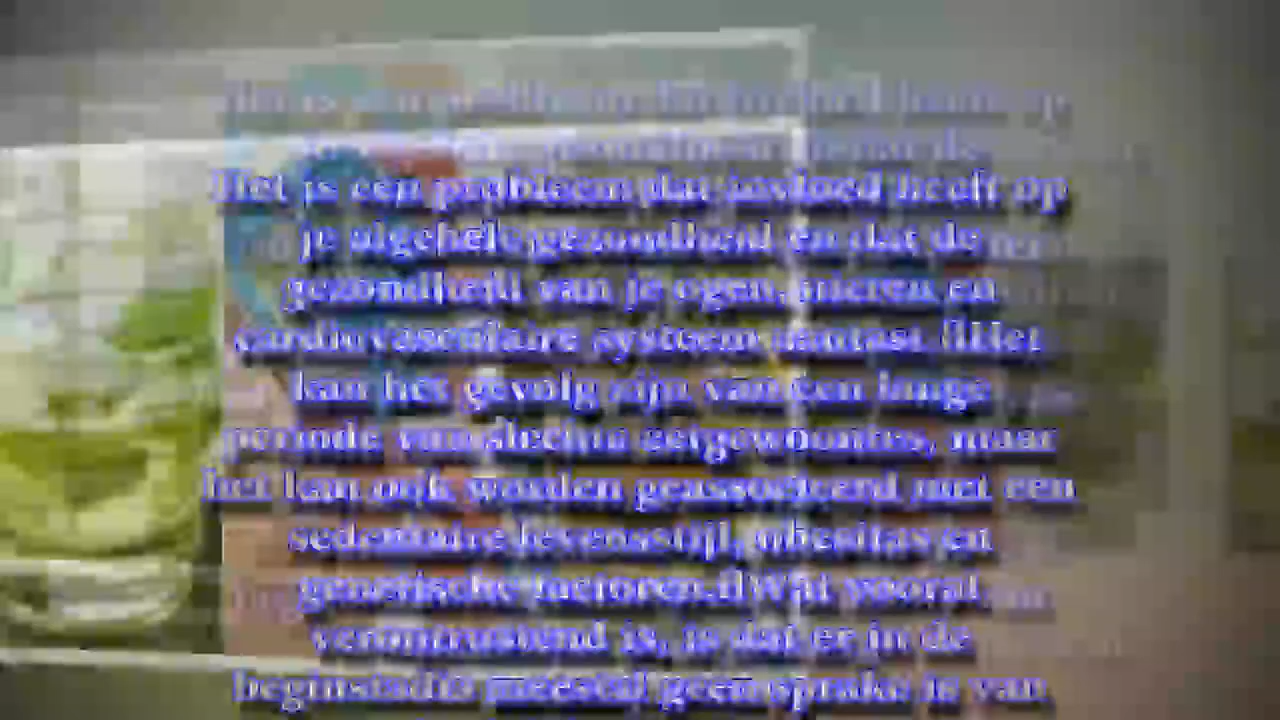 Het is een probleem dat invloed heeft op
je algehele gezondheid en dat de
gezondheid van je ogen, nieren en
cardiovasculaire systeem aantast. Het
kan het gevolg zijn van een lange
periode van slechte eetgewoontes, maar
het kan ook worden geassocieerd met een
sedentaire levensstijl, obesitas en
genetische factoren. Wat vooral
verontrustend is, is dat er in de
beginstadia meestal geen sprake is van